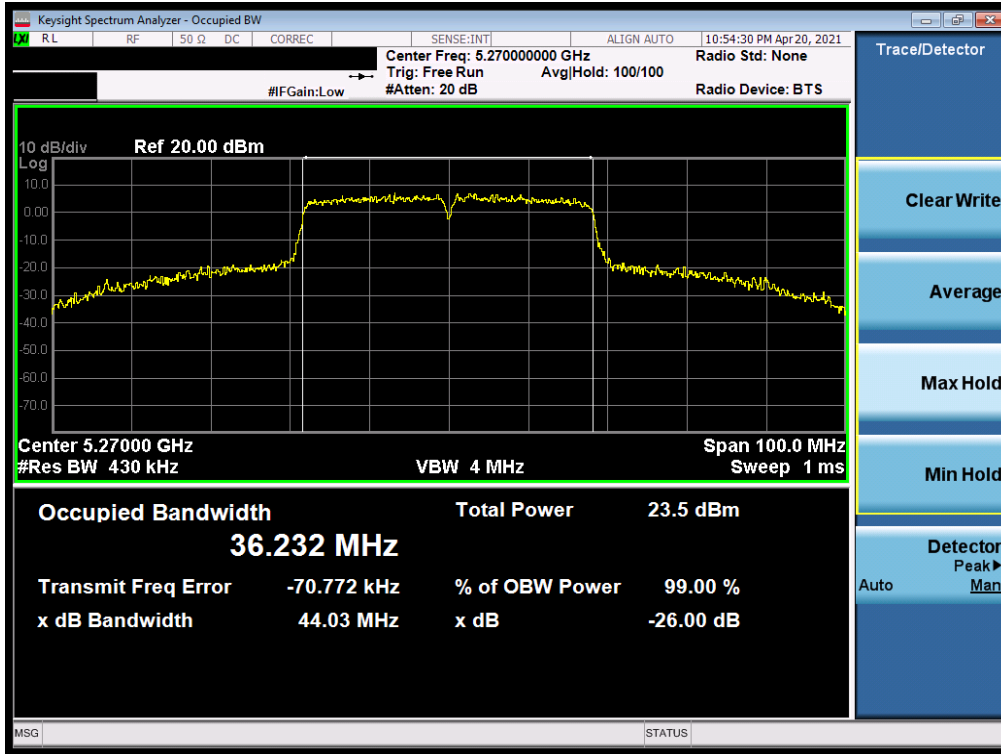 Keysight Spectrum Analyzer - Occupied BW
LXI RL RF 50 Ω DC CORREC SENSE:INT ALIGN AUTO 10:54:30 PM Apr 20, 2021
Center Freq: 5.270000000 GHz Radio Std: None
Trig: Free Run Avg|Hold: 100/100
#IFGain:Low #Atten: 20 dB Radio Device: BTS
10 dB/div Ref 20.00 dBm
Log
10.0
0.00
-10.0
-20.0
-30.0
-40.0
-50.0
-60.0
-70.0
Center 5.27000 GHz Span 100.0 MHz
#Res BW 430 kHz VBW 4 MHz Sweep 1 ms
Occupied Bandwidth Total Power 23.5 dBm
36.232 MHz
Transmit Freq Error -70.772 kHz % of OBW Power 99.00 %
x dB Bandwidth 44.03 MHz x dB -26.00 dB
MSG STATUS
Trace/Detector
Clear Write
Average
Max Hold
Min Hold
Detector
Peak▶
Auto Man